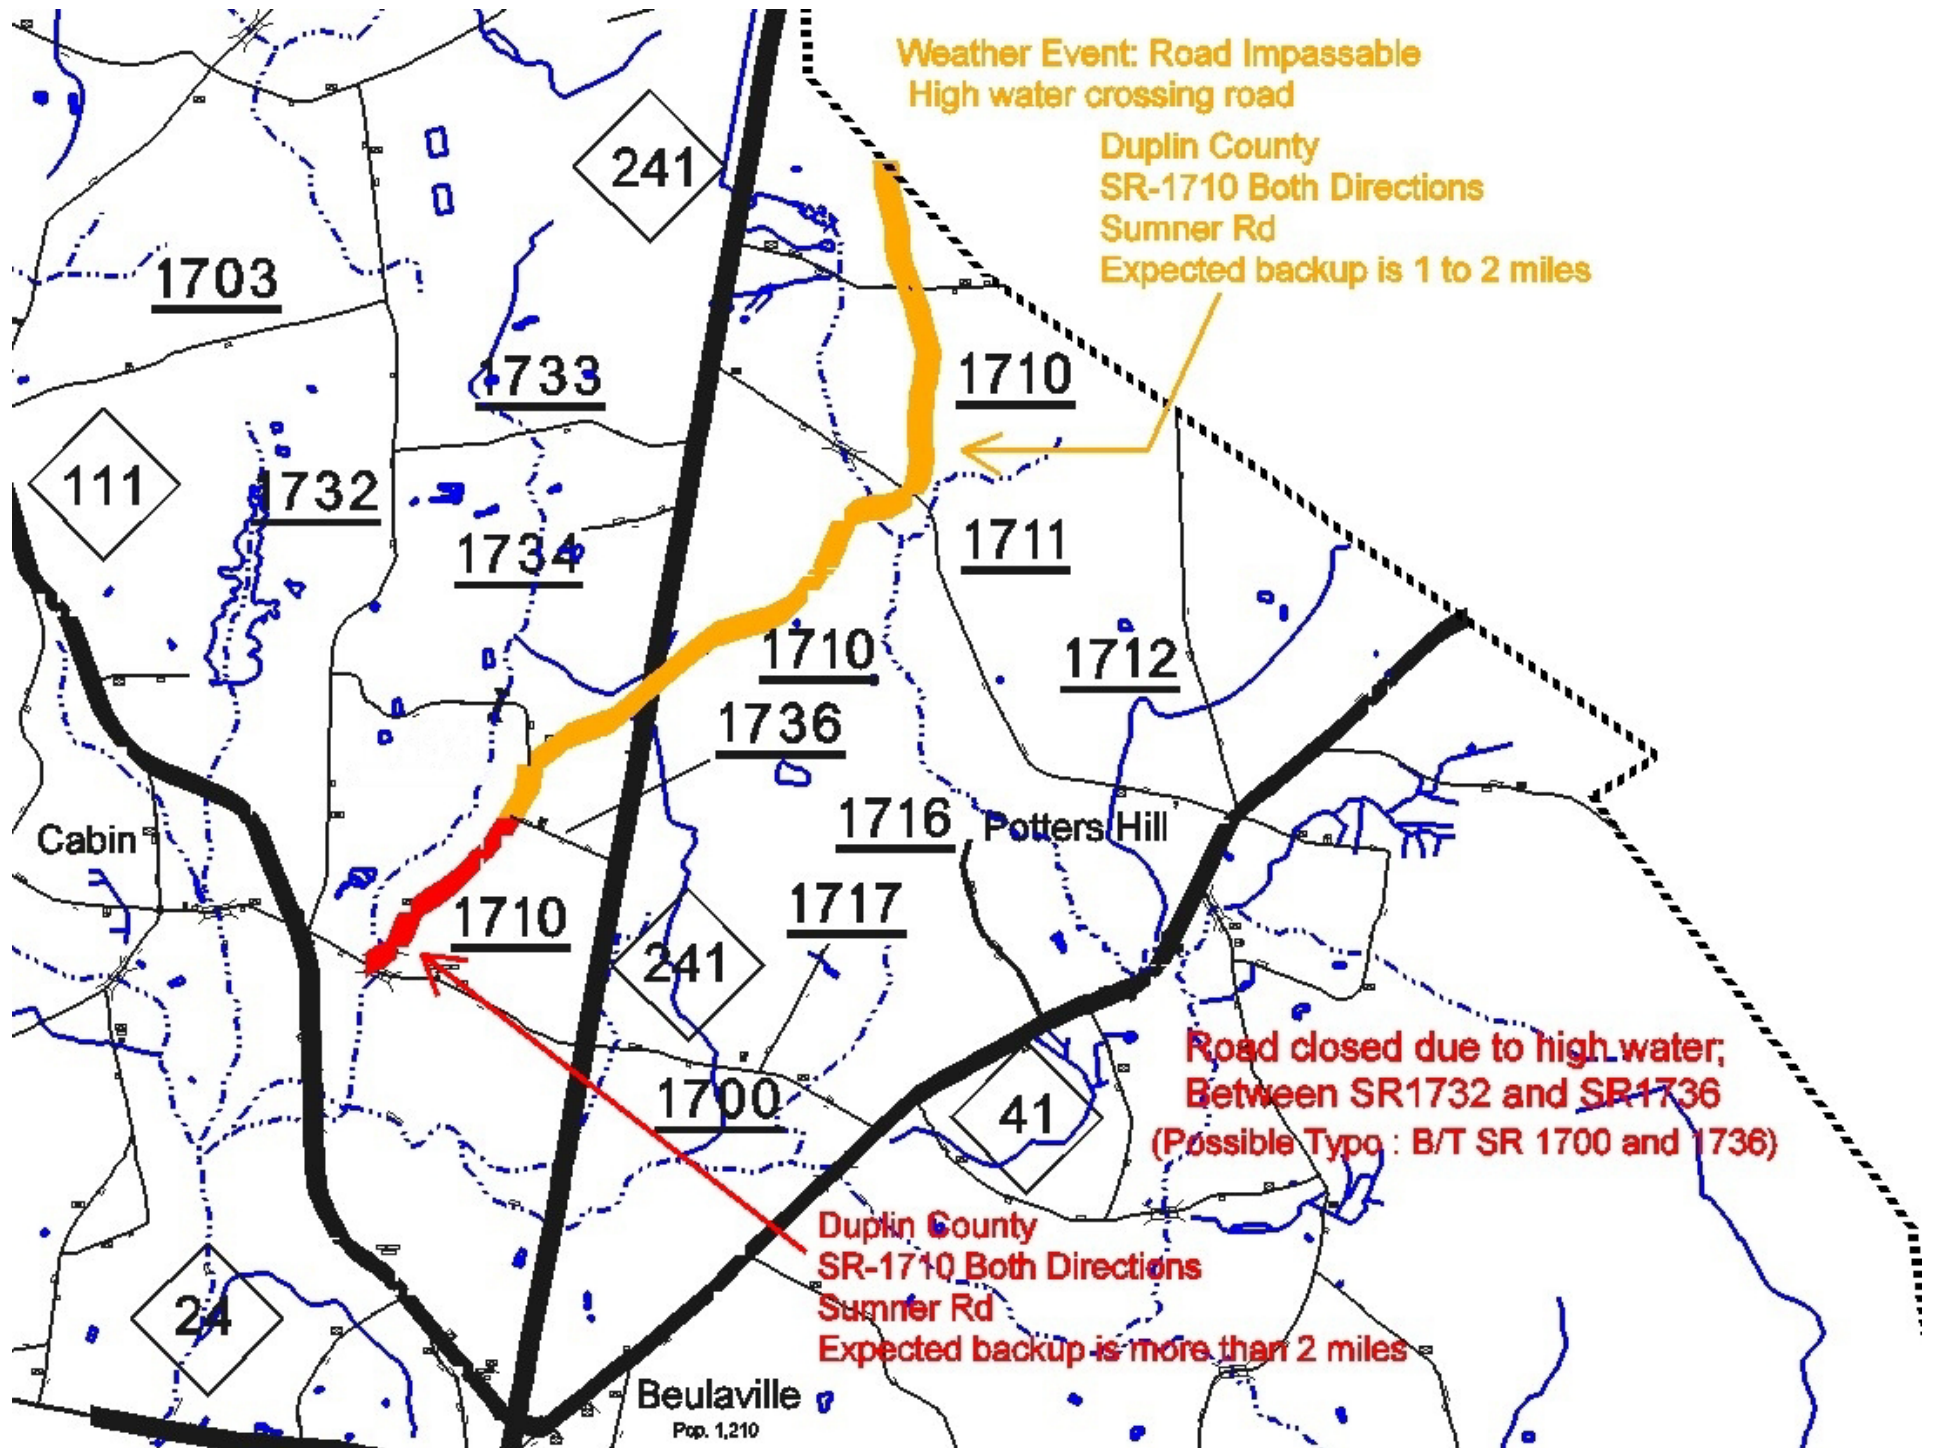 Weather Event: Road Impassable
High water crossing road
Duplin County
SR-1710 Both Directions
Sumner Rd
Expected backup is 1 to 2 miles
241
1703
1733
1710
111
1732
1734
1711
1710
1712
1736
Cabin
1716
Potters Hill
1710
1717
241
1700
41
Road closed due to high water;
Between SR1732 and SR1736
(Possible Typo : B/T SR 1700 and 1736)
Duplin County
SR-1710 Both Directions
Sumner Rd
Expected backup is more than 2 miles
24
Beulaville
Pop. 1,210